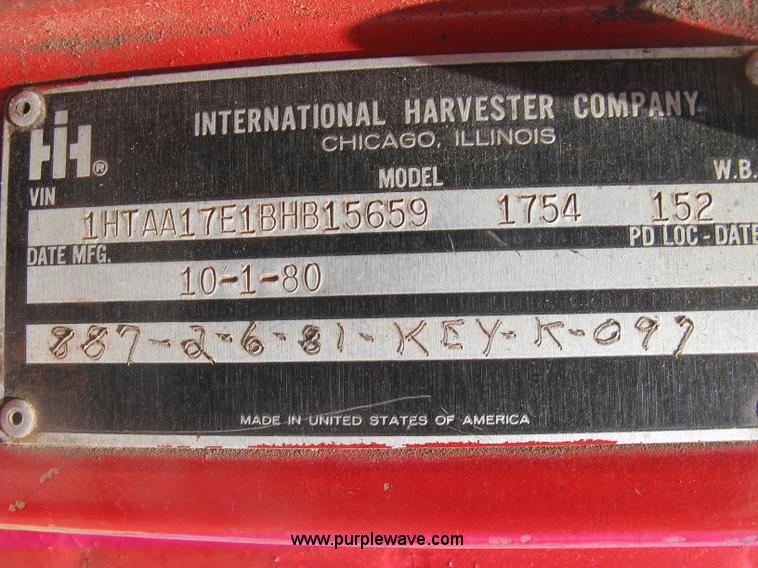 INTERNATIONAL HARVESTER COMPANY
CHICAGO, ILLINOIS
IH ®
VIN MODEL W.B.
1HTAA17E1BHB15659 1754 152
DATE MFG. PD LOC-DATE
10-1-80
887-2-6-81-KEY-K-097
MADE IN UNITED STATES OF AMERICA
www.purplewave.com